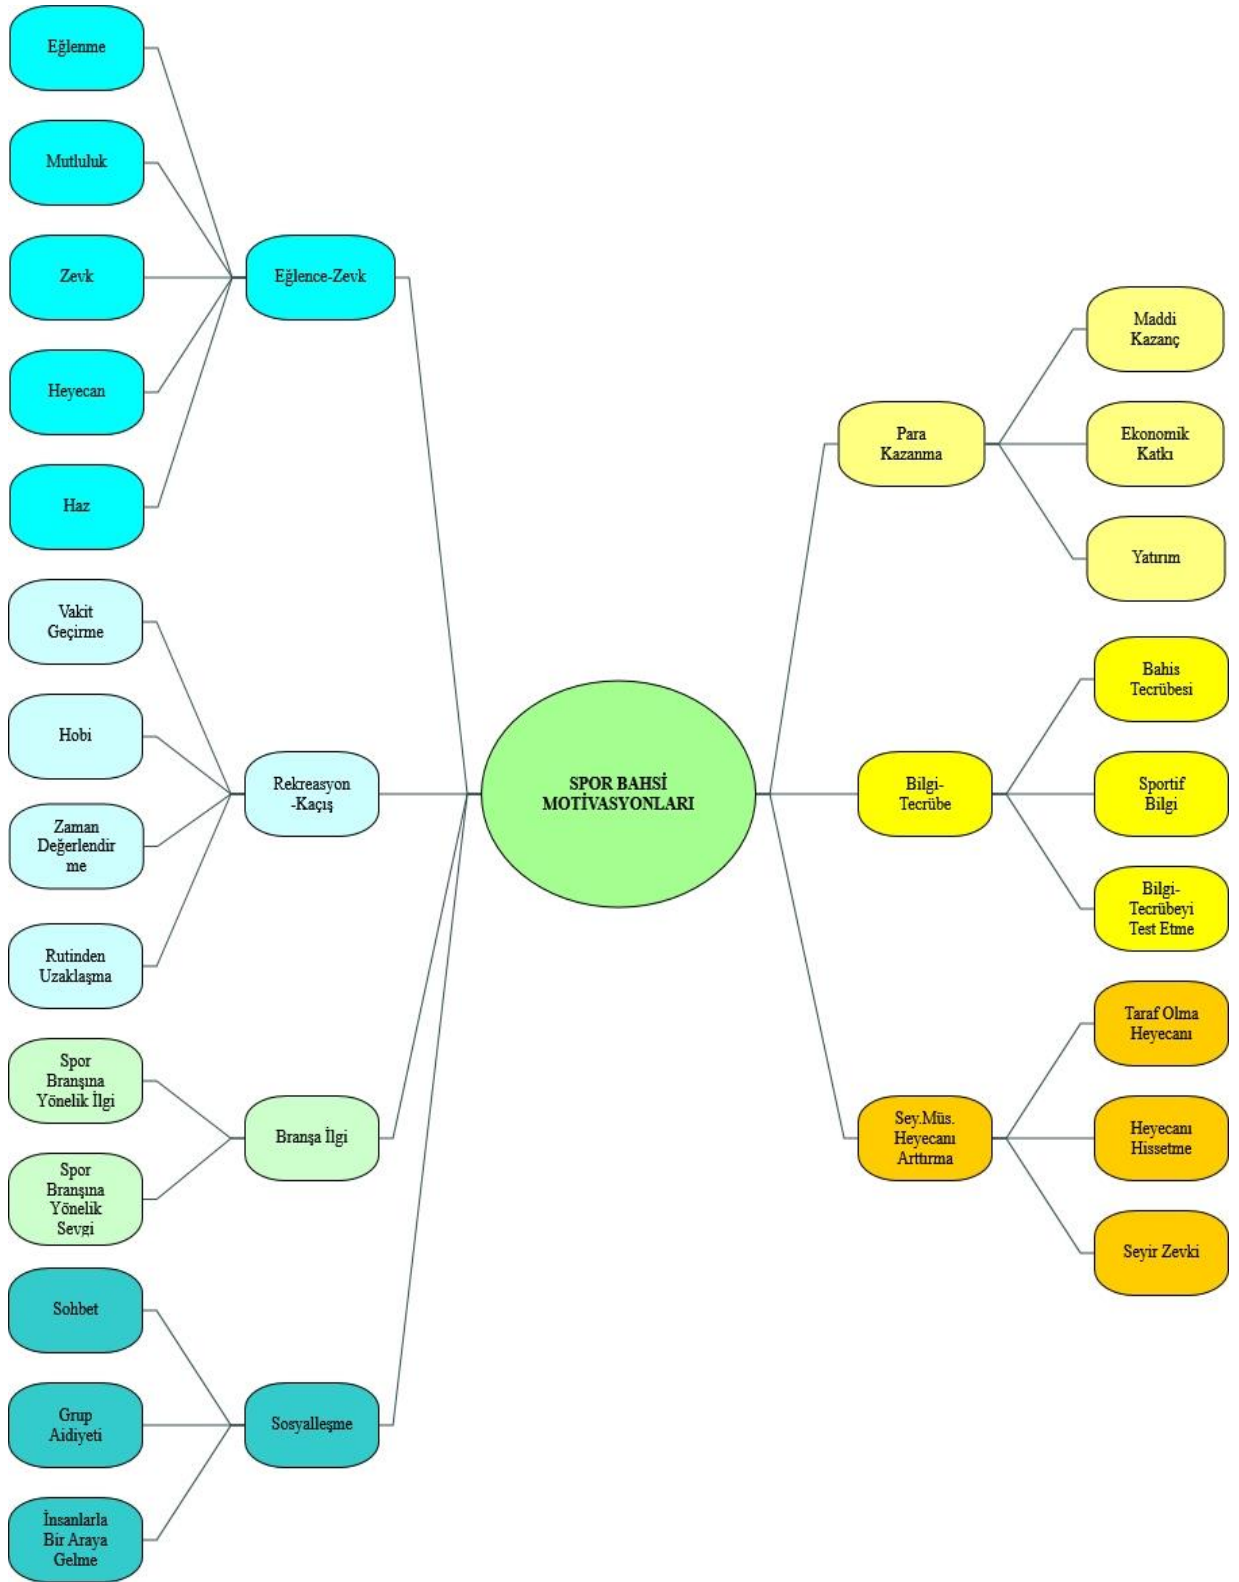 Eğlenme
Mutluluk
Zevk
Heyecan
Haz
Eğlence-Zevk
Vakit
Geçirme
Hobi
Zaman
Değerlendir
me
Rutinden
Uzaklaşma
Rekreasyon
-Kaçış
Spor
Branşına
Yönelik İlgi
Spor
Branşına
Yönelik
Sevgi
Branşa İlgi
Sohbet
Grup
Aidiyeti
İnsanlarla
Bir Araya
Gelme
Sosyalleşme
SPOR BAHSİ
MOTİVASYONLARI
Para
Kazanma
Maddi
Kazanç
Ekonomik
Katkı
Yatırım
Bilgi-
Tecrübe
Bahis
Tecrübesi
Sportif
Bilgi
Bilgi-
Tecrübeyi
Test Etme
Sey.Müs.
Heyecanı
Arttırma
Taraf Olma
Heyecanı
Heyecanı
Hissetme
Seyir Zevki